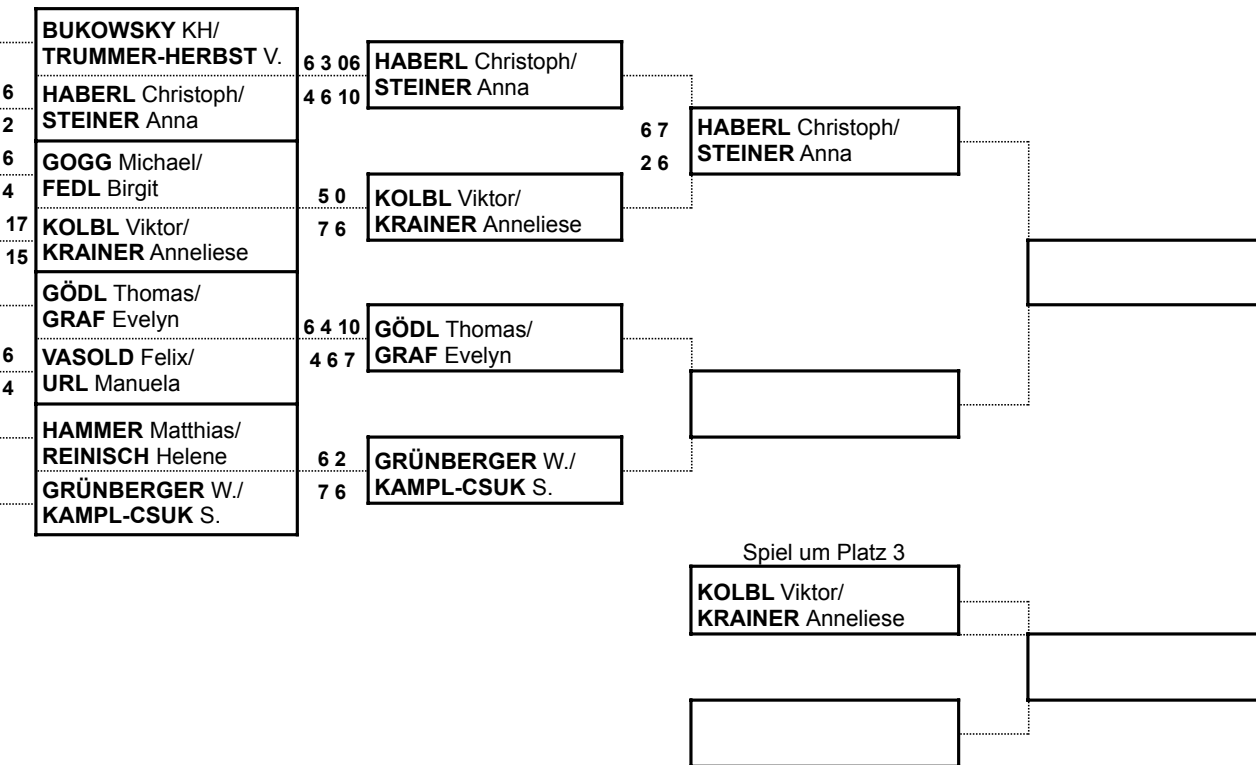 BUKOWSKY KH/
TRUMMER-HERBST V.
6
HABERL Christoph/
2
STEINER Anna
6
GOGG Michael/
4
FEDL Birgit
17
KOLBL Viktor/
15
KRAINER Anneliese
GÖDL Thomas/
GRAF Evelyn
6
VASOLD Felix/
4
URL Manuela
HAMMER Matthias/
REINISCH Helene
GRÜNBERGER W./
KAMPL-CSUK S.
6 3 06
4 6 10
HABERL Christoph/
STEINER Anna
5 0
7 6
KOLBL Viktor/
KRAINER Anneliese
6 4 10
4 6 7
GÖDL Thomas/
GRAF Evelyn
6 2
7 6
GRÜNBERGER W./
KAMPL-CSUK S.
6 7
2 6
HABERL Christoph/
STEINER Anna
Spiel um Platz 3
KOLBL Viktor/
KRAINER Anneliese